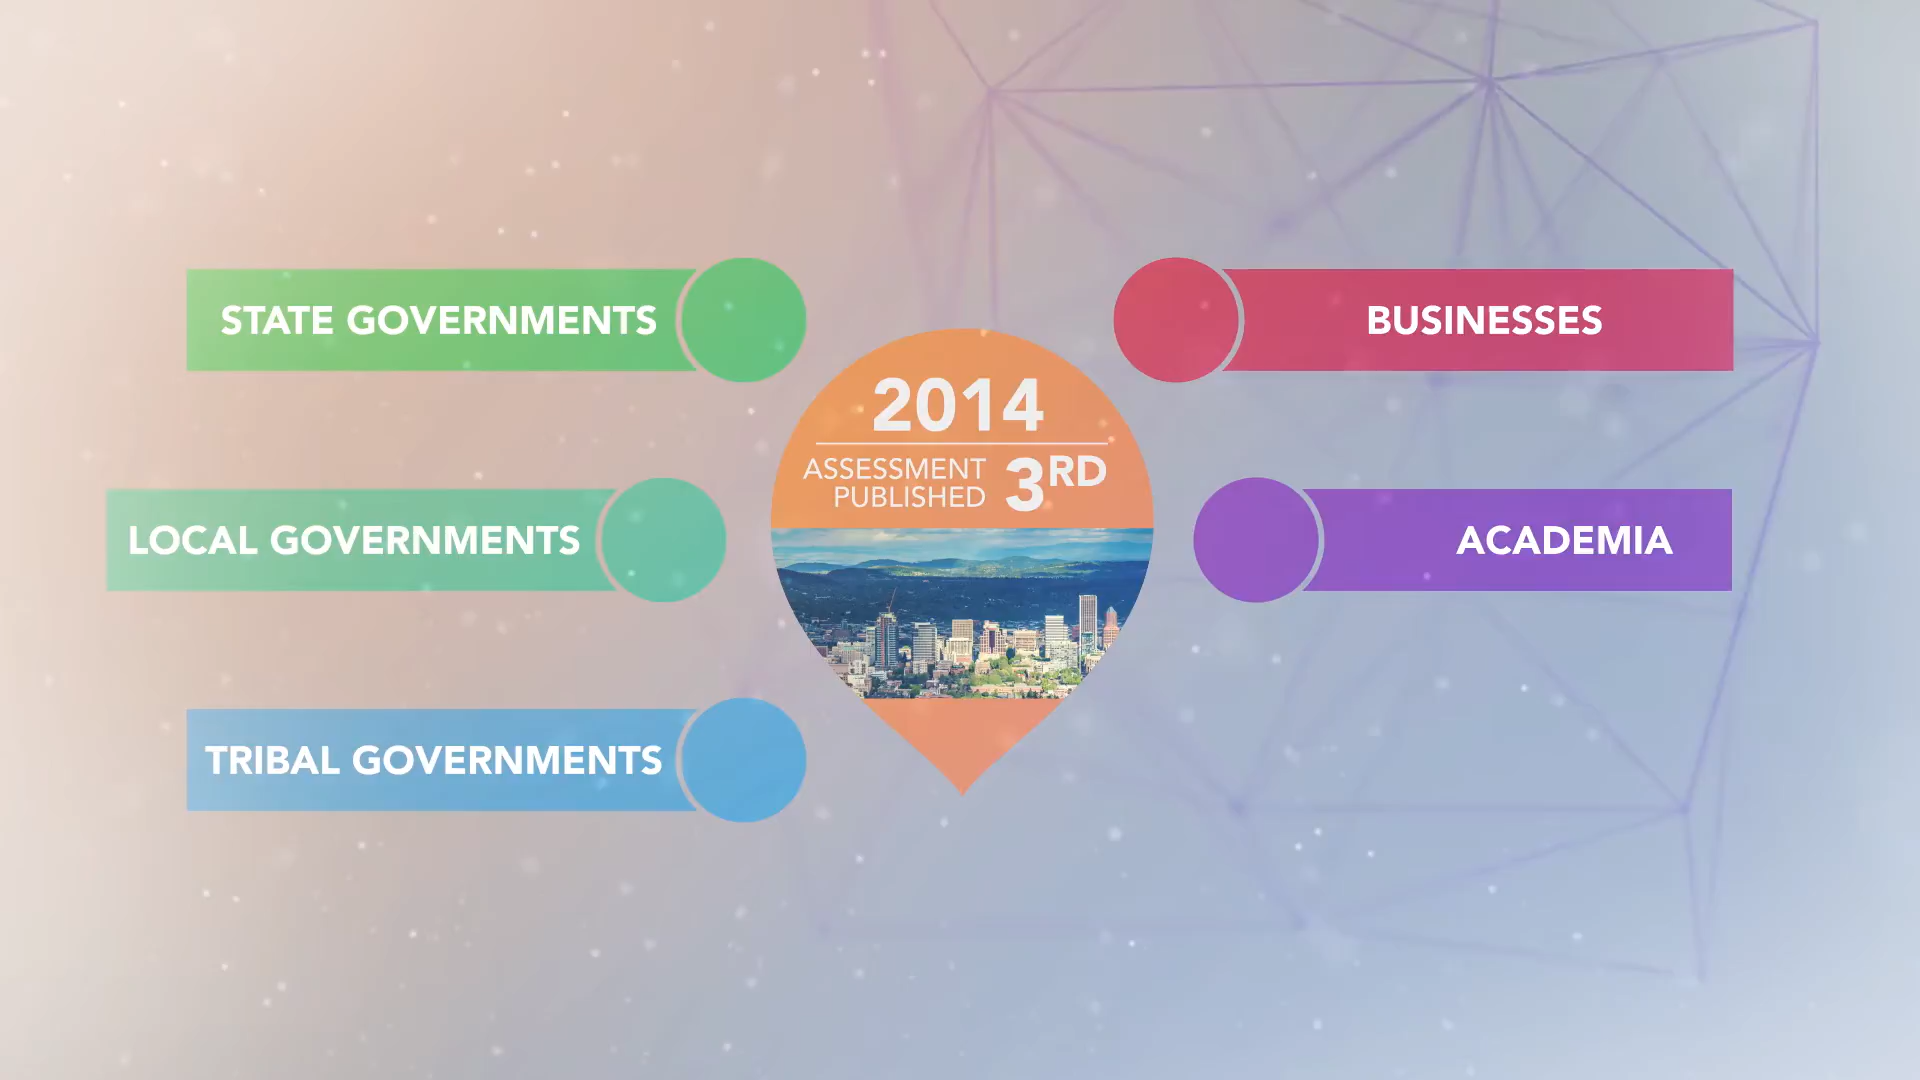 STATE GOVERNMENTS
LOCAL GOVERNMENTS
TRIBAL GOVERNMENTS
2014
ASSESSMENT
PUBLISHED
3RD
BUSINESSES
ACADEMIA